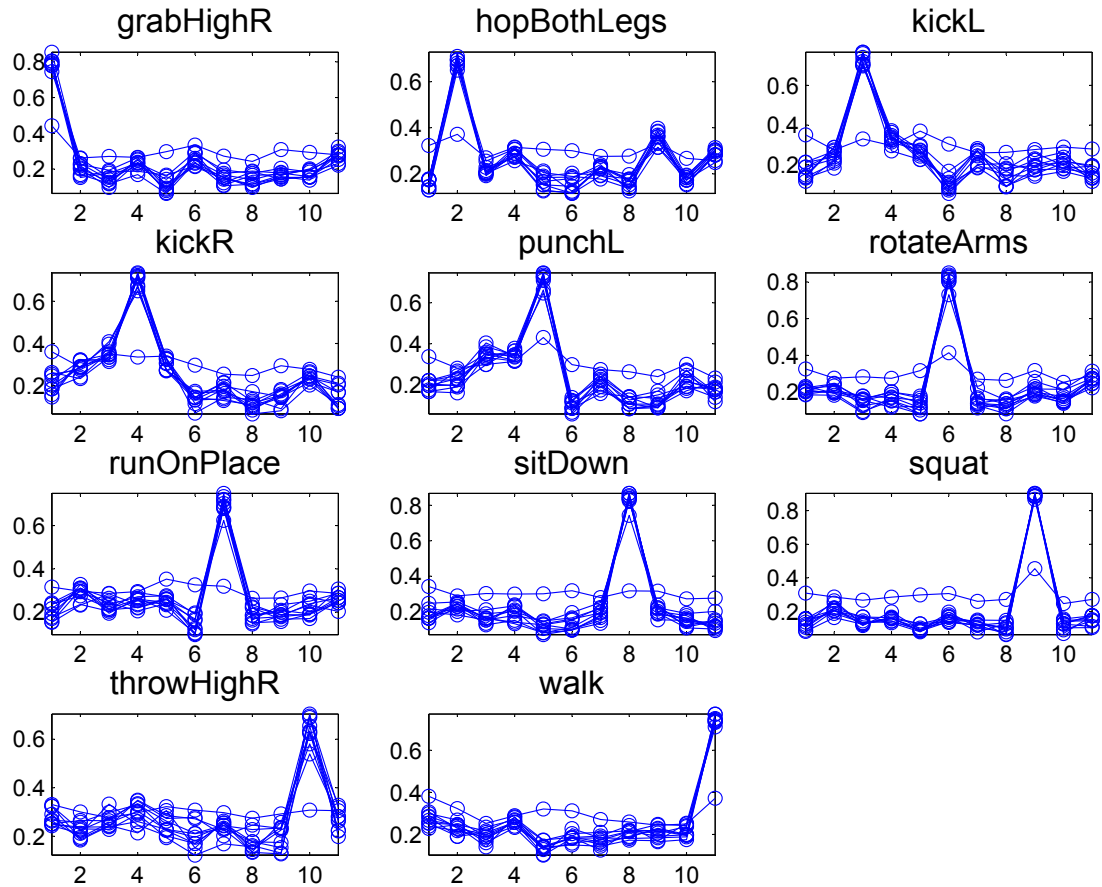 grabHighR hopBothLegs kickL
0.8 0.6 0.6
0.6 0.4 0.4
0.4 0.2 0.2
0.2
2 4 6 8 10 2 4 6 8 10 2 4 6 8 10
kickR punchL rotateArms
0.6 0.6 0.8
0.4 0.4 0.6
0.2 0.2 0.4
0.2
2 4 6 8 10 2 4 6 8 10 2 4 6 8 10
runOnPlace sitDown squat
0.6 0.8 0.8
0.4 0.6 0.6
0.2 0.4 0.4
0.2 0.2
2 4 6 8 10 2 4 6 8 10 2 4 6 8 10
throwHighR walk
0.6 0.6
0.4 0.4
0.2 0.2
2 4 6 8 10 2 4 6 8 10